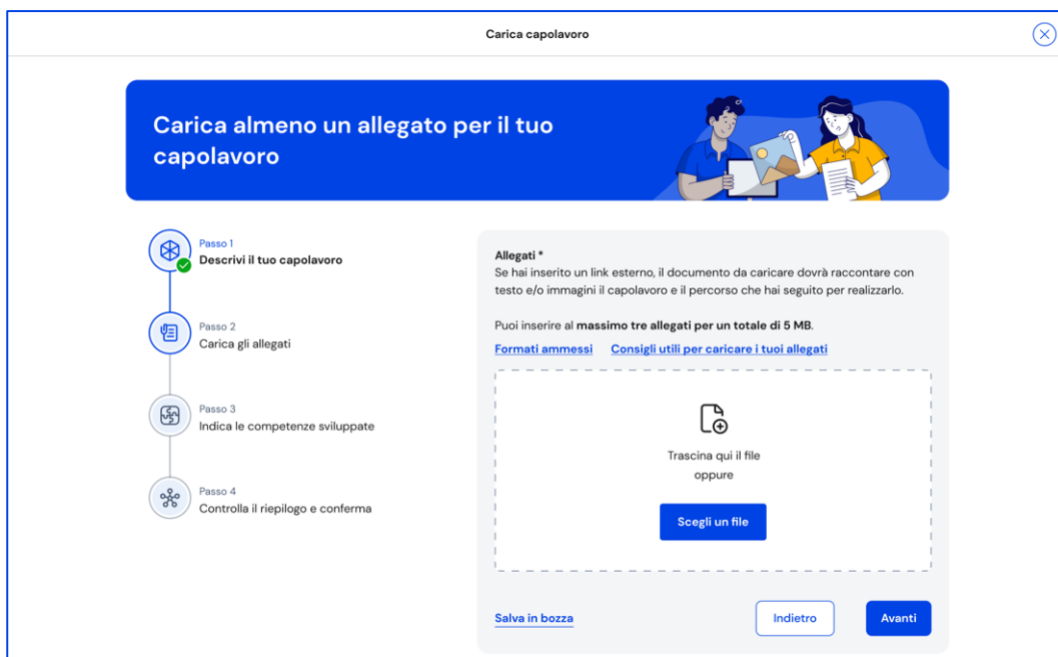 Carica capolavoro
Carica almeno un allegato per il tuo
capolavoro
Passo 1
Descrivi il tuo capolavoro
Passo 2
Carica gli allegati
Passo 3
Indica le competenze sviluppate
Passo 4
Controlla il riepilogo e conferma
Allegati *
Se hai inserito un link esterno, il documento da caricare dovrà raccontare con
testo e/o immagini il capolavoro e il percorso che hai seguito per realizzarlo.
Puoi inserire al massimo tre allegati per un totale di 5 MB.
Formati ammessi Consigli utili per caricare i tuoi allegati
Trascina qui il file
oppure
Scegli un file
Salva in bozza
Indietro
Avanti